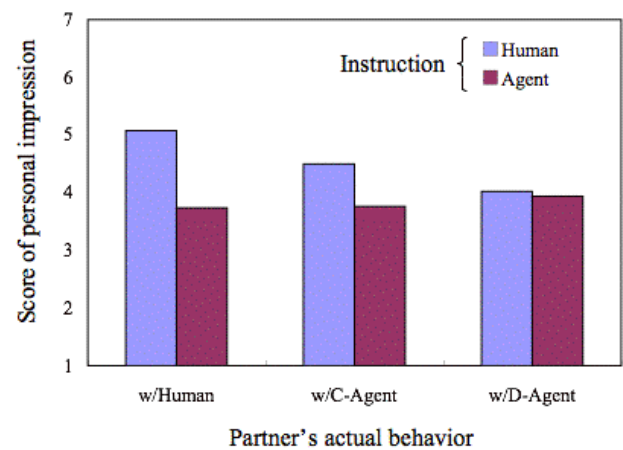 7
6
5
4
3
2
1
Score of personal impression
Instruction
Human
Agent
w/Human
w/C-Agent
w/D-Agent
Partner's actual behavior